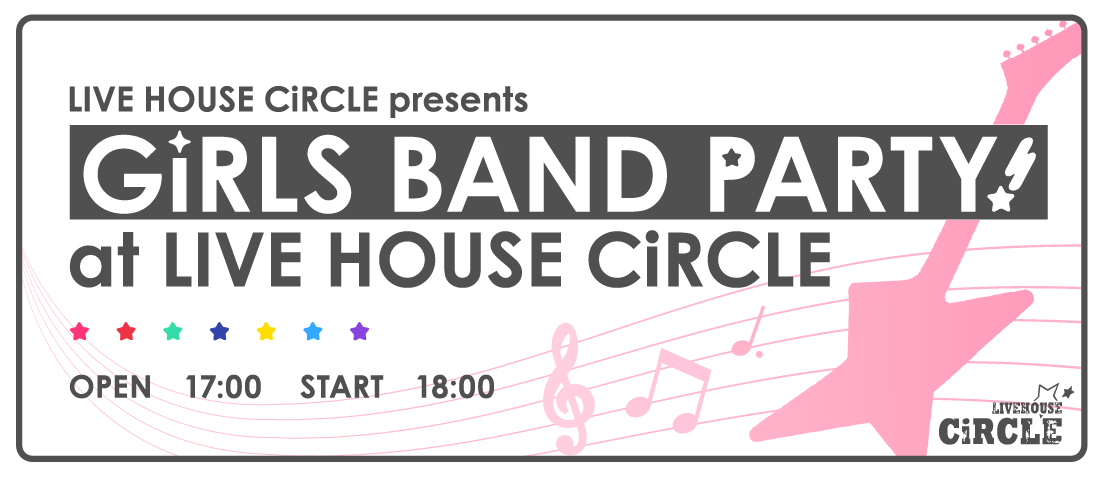 LIVE HOUSE CiRCLE presents
GiRLS BAND PARTY!
at LIVE HOUSE CiRCLE
OPEN 17:00 START 18:00
LIVEHOUSE
CiRCLE